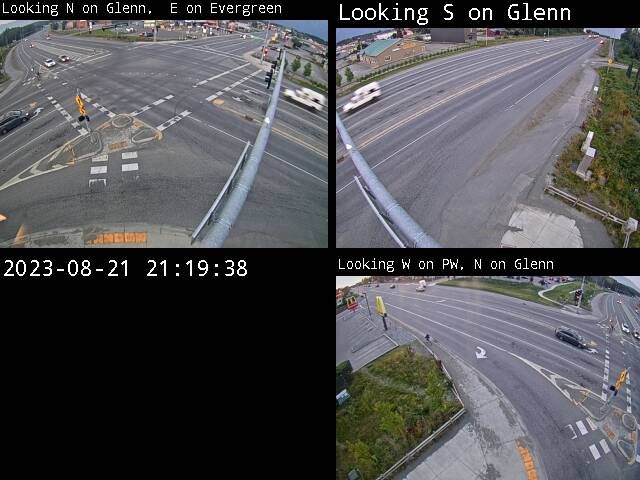 Looking N on Glenn, E on Evergreen
Looking S on Glenn
2023-08-21 21:19:38
Looking W on PW, N on Glenn